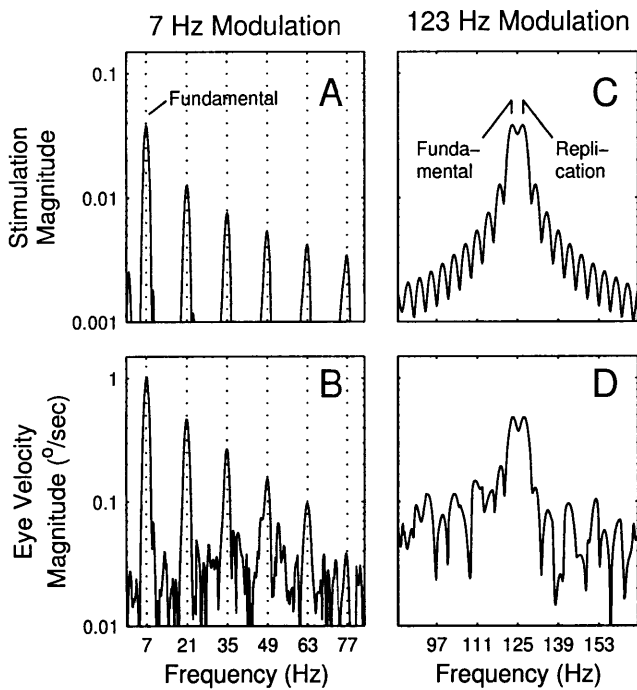 7 Hz Modulation
123 Hz Modulation
Stimulation
Magnitude
0.1
0.01
0.001
A
Fundamental
C
Funda-
mental
Repli-
cation
Eye Velocity
Magnitude (°/sec)
1
0.1
0.01
B
D
7 21 35 49 63 77
97 111 125 139 153
Frequency (Hz)
Frequency (Hz)